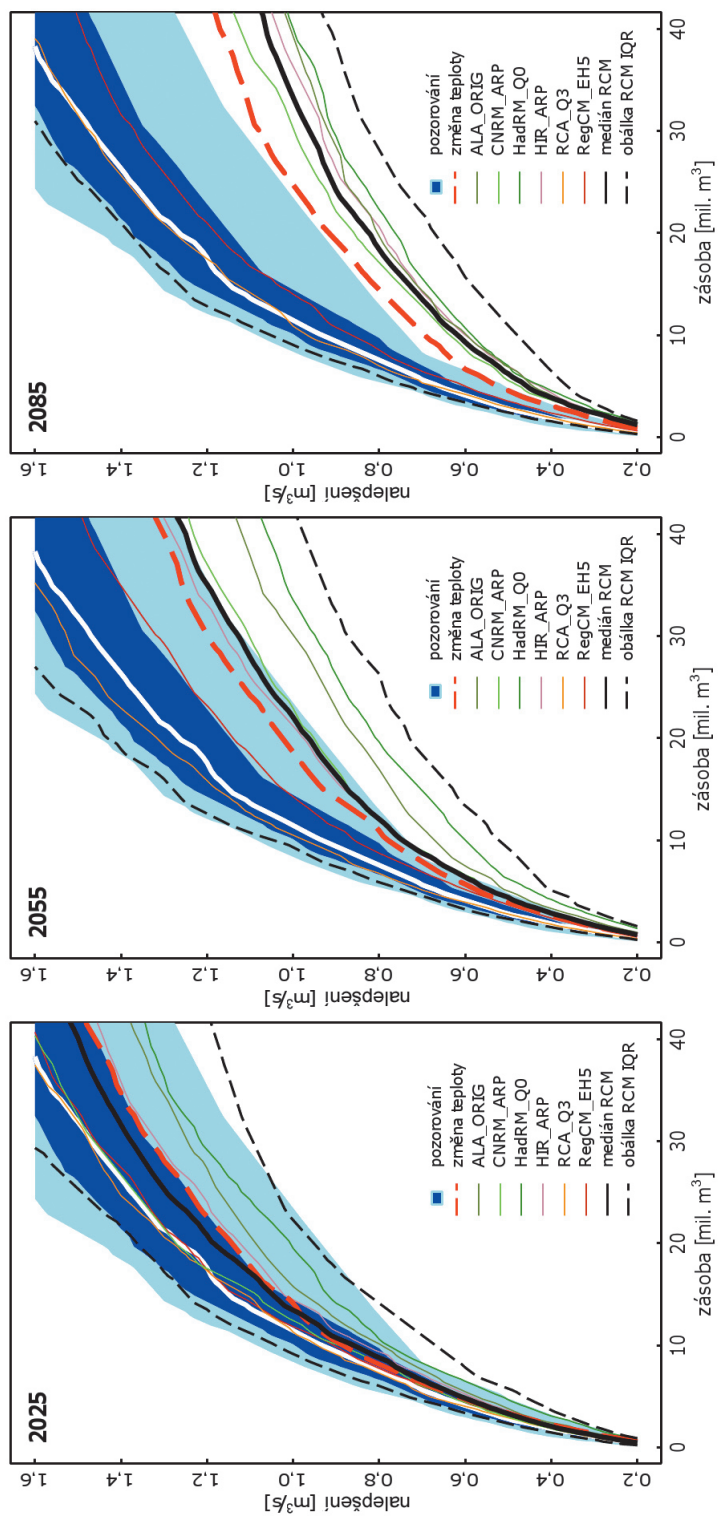 2085
1,6
1,4
1,2
1,0
0,8
0,6
0,4
0,2
nalepšení [m³/s]
0
10
20
30
40
zásoba [mil. m³]
pozorování
změna teploty
ALA_ORIG
CNRM_ARP
HadRM_Q0
HIR_ARP
RCA_Q3
RegCM_EH5
medián RCM
obálka RCM IQR
2055
1,6
1,4
1,2
1,0
0,8
0,6
0,4
0,2
nalepšení [m³/s]
0
10
20
30
40
zásoba [mil. m³]
pozorování
změna teploty
ALA_ORIG
CNRM_ARP
HadRM_Q0
HIR_ARP
RCA_Q3
RegCM_EH5
medián RCM
obálka RCM IQR
2025
1,6
1,4
1,2
1,0
0,8
0,6
0,4
0,2
nalepšení [m³/s]
0
10
20
30
40
zásoba [mil. m³]
pozorování
změna teploty
ALA_ORIG
CNRM_ARP
HadRM_Q0
HIR_ARP
RCA_Q3
RegCM_EH5
medián RCM
obálka RCM IQR